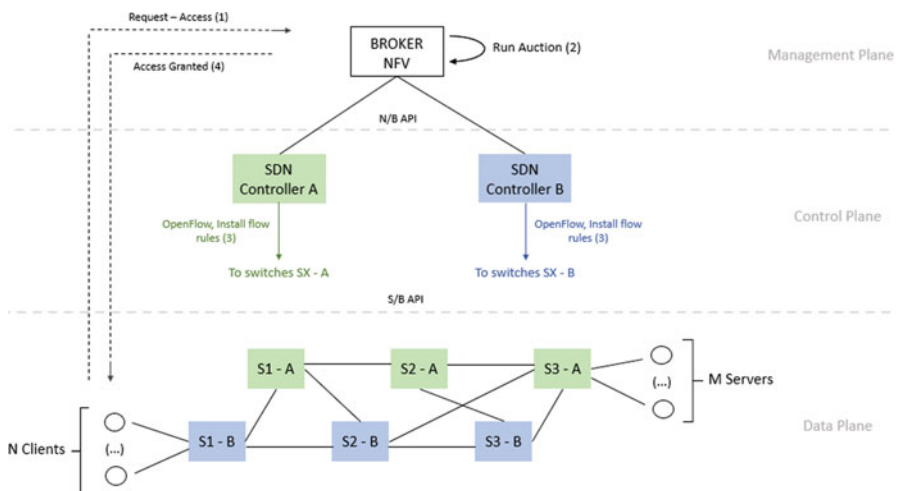 Request – Access (1)
BROKER
NFV
Run Auction (2)
Access Granted (4)
Management Plane
N/B API
SDN
Controller A
SDN
Controller B
OpenFlow, Install flow
rules (3)
OpenFlow, Install flow
rules (3)
Control Plane
To switches SX - A
To switches SX - B
S/B API
S1 - A
S2 - A
S3 - A
(...)
M Servers
N Clients
(...)
S1 - B
S2 - B
S3 - B
Data Plane